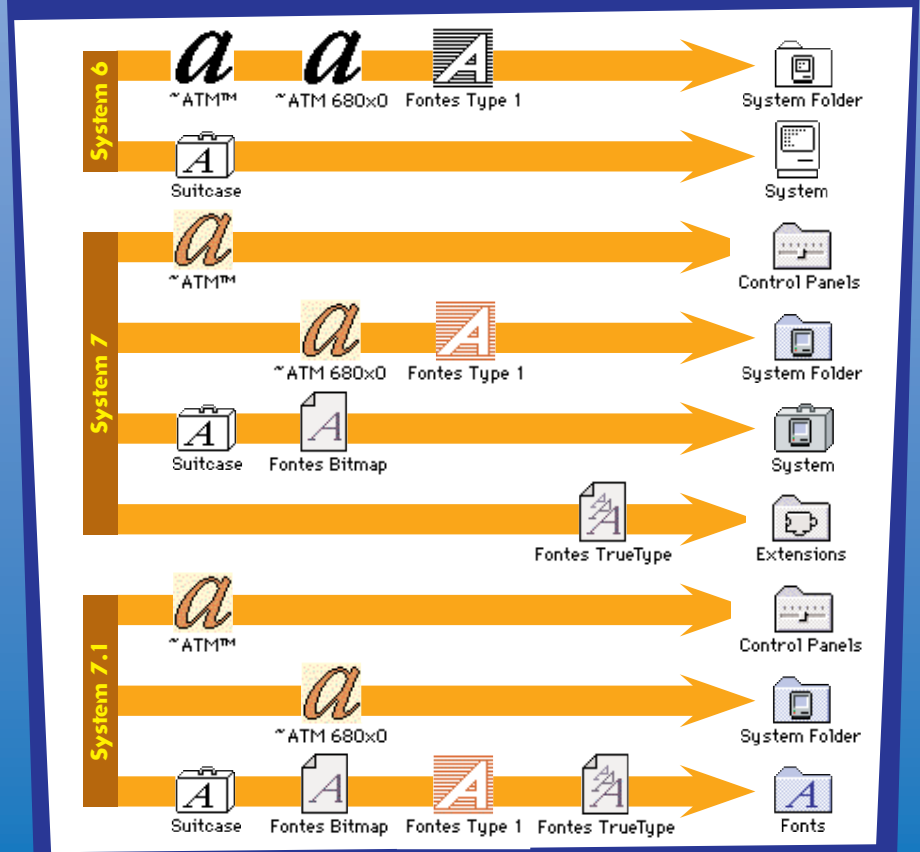 System 6
~ATM™ ~ATM 680x0 Fontes Type 1 System Folder
Suitcase System
System 7
~ATM™ Control Panels
~ATM 680x0 Fontes Type 1 System Folder
Suitcase Fontes Bitmap System
Fontes TrueType Extensions
System 7.1
~ATM™ Control Panels
~ATM 680x0 System Folder
Suitcase Fontes Bitmap Fontes Type 1 Fontes TrueType Fonts